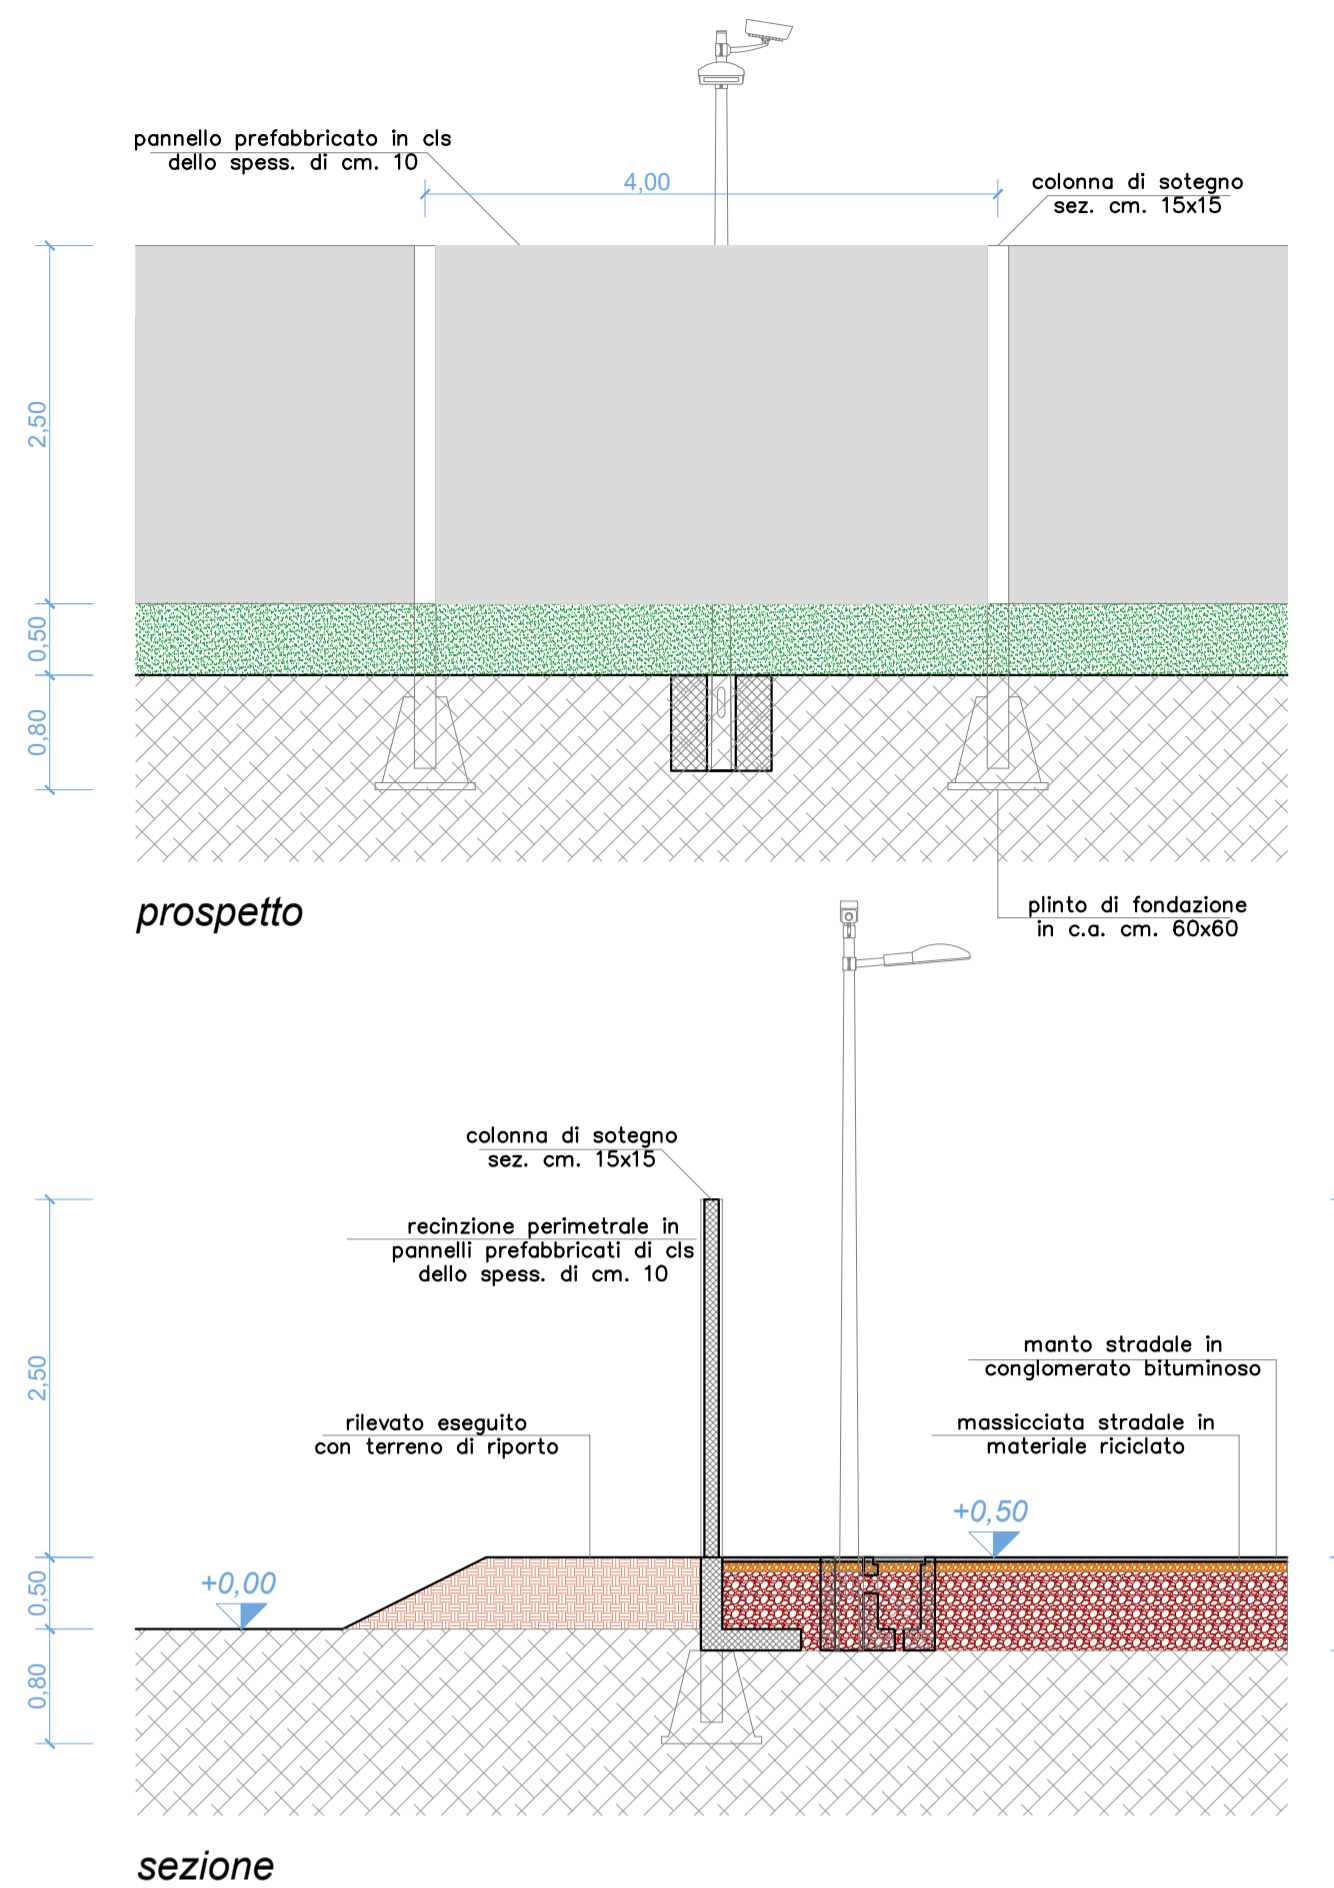 pannello prefabbricato in cls
dello spess. di cm. 10
4,00
colonna di sotegno
sez. cm. 15x15
2,50
0,50
0,80
prospetto
plinto di fondazione
in c.a. cm. 60x60
colonna di sotegno
sez. cm. 15x15
recinzione perimetrale in
pannelli prefabbricati di cls
dello spess. di cm. 10
manto stradale in
conglomerato bituminoso
2,50
rilevato eseguito
con terreno di riporto
massicciata stradale in
materiale riciclato
+0,50
+0,00
0,50
0,80
sezione